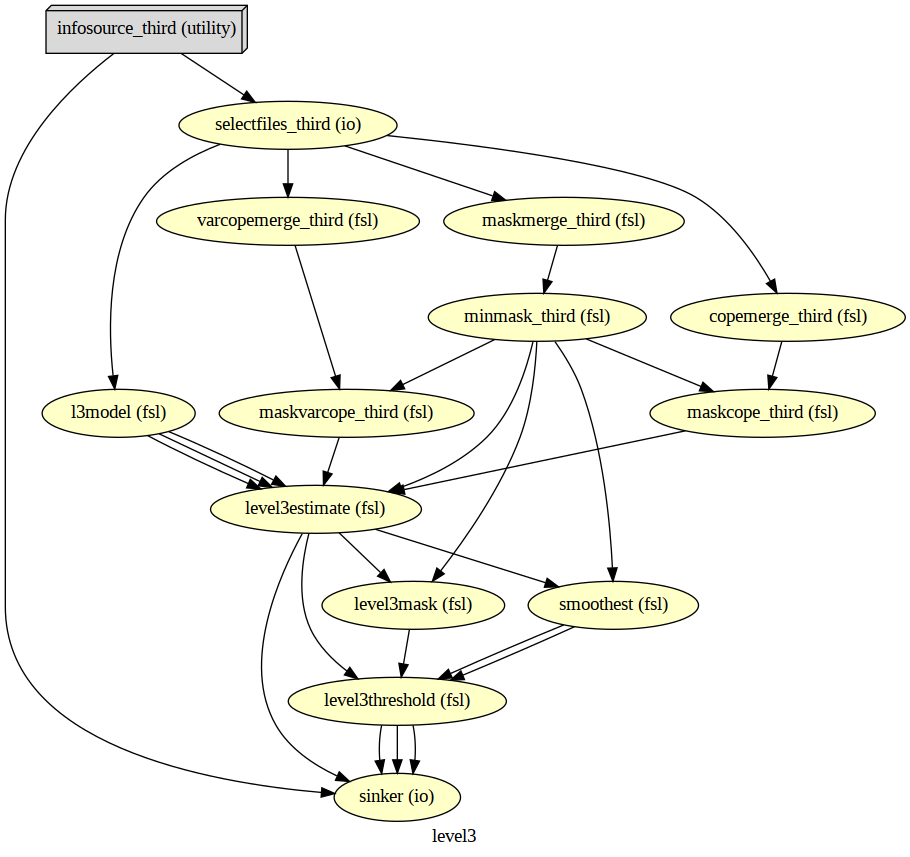 infosource_third (utility)
selectfiles_third (io)
varcopemerge_third (fsl)
maskmerge_third (fsl)
minmask_third (fsl)
copemerge_third (fsl)
l3model (fsl)
maskvarcope_third (fsl)
maskcope_third (fsl)
level3estimate (fsl)
level3mask (fsl)
smoothest (fsl)
level3threshold (fsl)
sinker (io)
level3